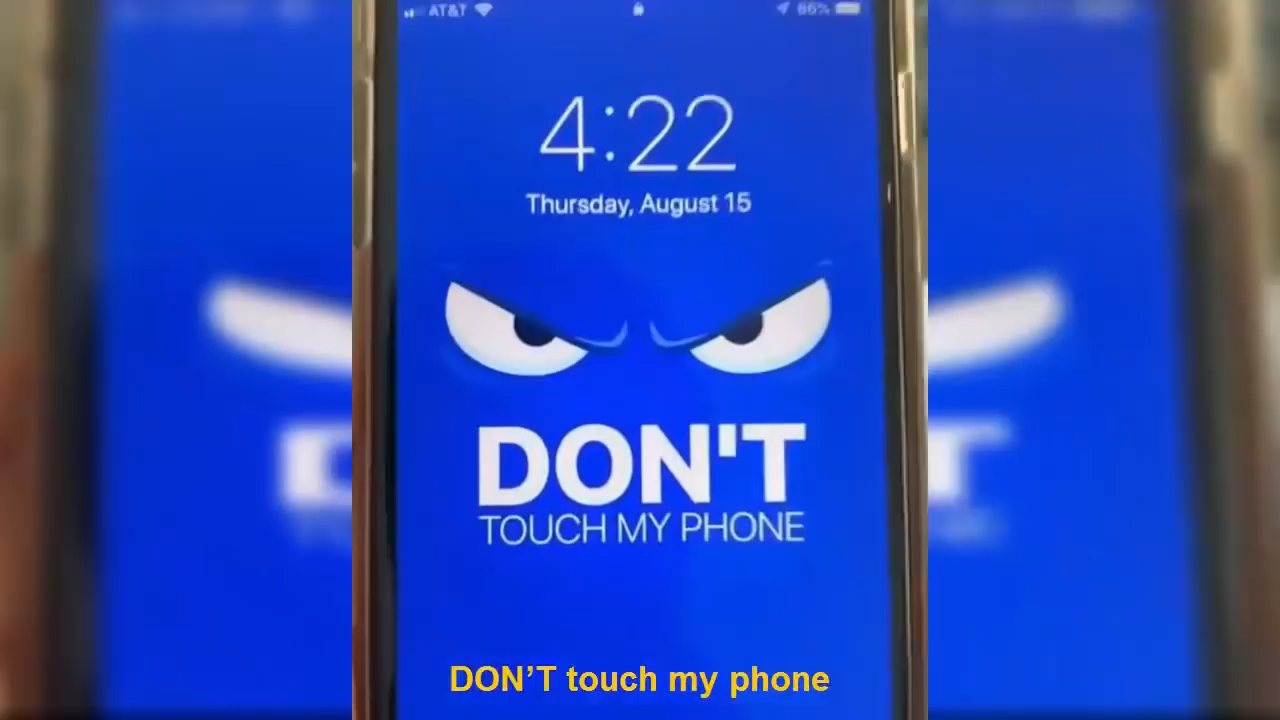 AT&T
86%
4:22
Thursday, August 15
DON'T
TOUCH MY PHONE
DON’T touch my phone